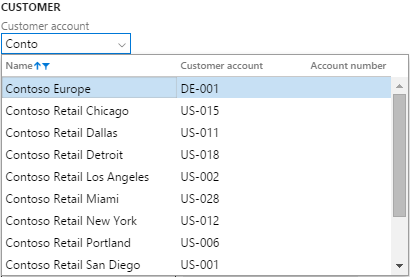 CUSTOMER
Customer account
Conto
Name Customer account Account number
Contoso Europe DE-001
Contoso Retail Chicago US-015
Contoso Retail Dallas US-011
Contoso Retail Detroit US-018
Contoso Retail Los Angeles US-002
Contoso Retail Miami US-028
Contoso Retail New York US-012
Contoso Retail Portland US-006
Contoso Retail San Diego US-001